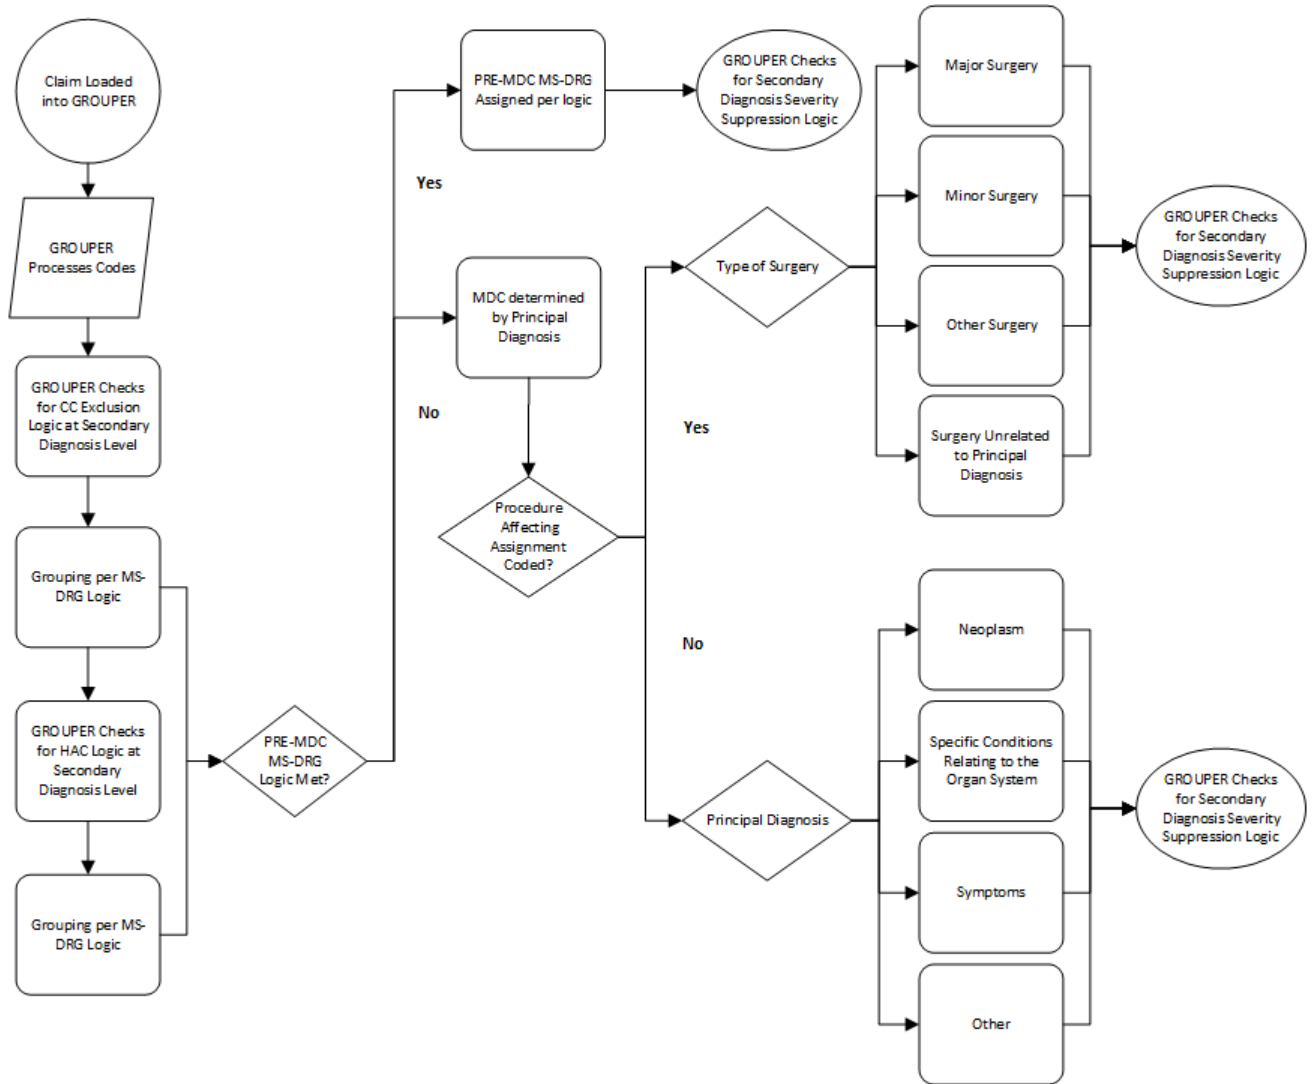 Claim Loaded
into GROUPER
GROUPER
Processes Codes
GROUPER Checks
for CC Exclusion
Logic at Secondary
Diagnosis Level
Grouping per MS-
DRG Logic
GROUPER Checks
for HAC Logic at
Secondary
Diagnosis Level
Grouping per MS-
DRG Logic
PRE-MDC
MS-DRG
Logic Met?
Yes
No
PRE-MDC MS-DRG
Assigned per logic
GROUPER Checks
for Secondary
Diagnosis Severity
Suppression Logic
MDC determined
by Principal
Diagnosis
Procedure
Affecting
Assignment
Coded?
Yes
No
Type of Surgery
Major Surgery
Minor Surgery
Other Surgery
Surgery Unrelated
to Principal
Diagnosis
GROUPER Checks
for Secondary
Diagnosis Severity
Suppression Logic
Principal Diagnosis
Neoplasm
Specific Conditions
Relating to the
Organ System
Symptoms
Other
GROUPER Checks
for Secondary
Diagnosis Severity
Suppression Logic